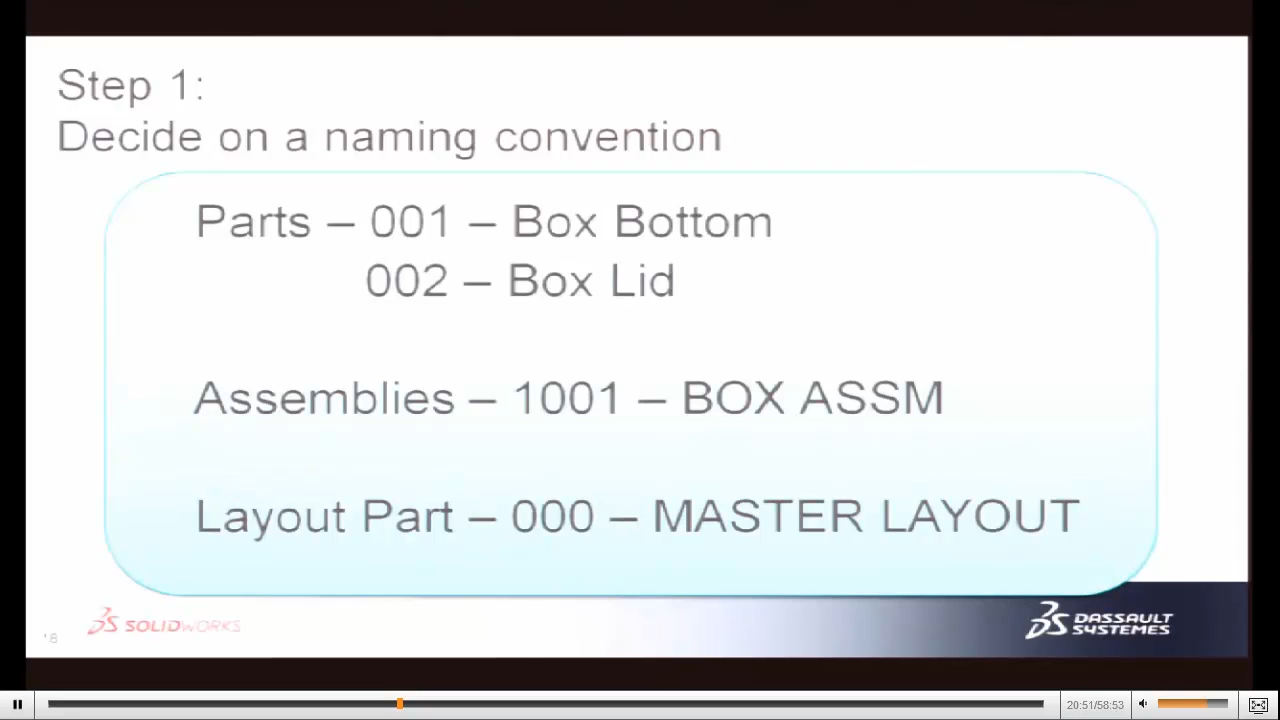 Step 1:
Decide on a naming convention
Parts – 001 – Box Bottom
002 – Box Lid
Assemblies – 1001 – BOX ASSM
Layout Part – 000 – MASTER LAYOUT
SOLIDWORKS
DASSAULT
SYSTEMES
20:51/58:53